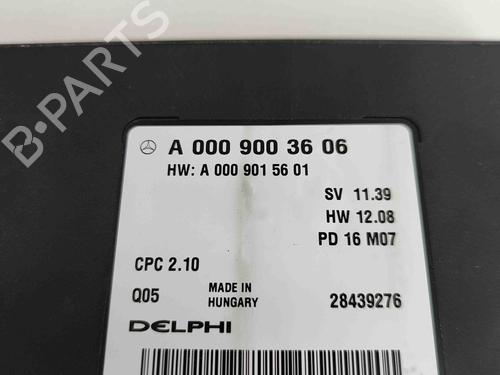 A 000 900 36 06
HW: A 000 901 56 01
SV 11.39
HW 12.08
PD 16 M07
CPC 2.10
Q05
MADE IN
HUNGARY
28439276
DELPHI
B-PARTS